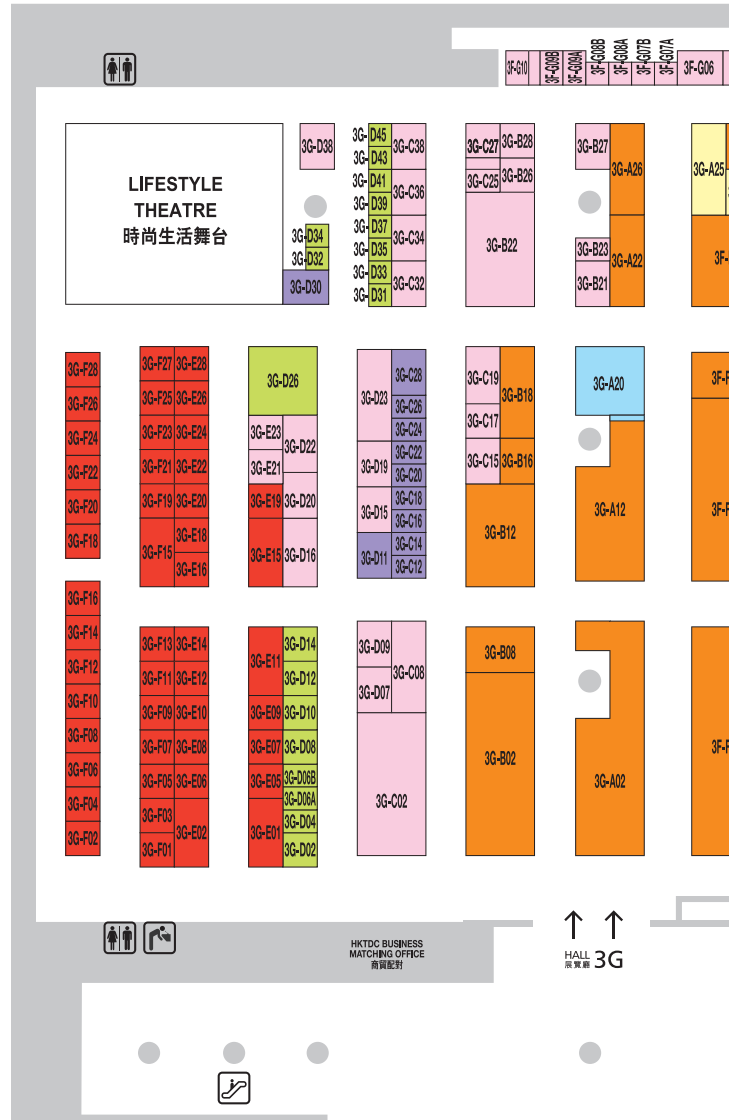 3F-G10
3F-G09B
3F-G09A
3F-G08B
3F-G08A
3F-G07B
3F-G07A
3F-G06
LIFESTYLE
THEATRE
時尚生活舞台
3G-D38
3G-D34
3G-D32
3G-D30
3G-D45
3G-D43
3G-D41
3G-D39
3G-D37
3G-D35
3G-D33
3G-D31
3G-C38
3G-C36
3G-C34
3G-C32
3G-C27
3G-B28
3G-C25
3G-B26
3G-B22
3G-B27
3G-A26
3G-B23
3G-A22
3G-B21
3G-A25
3F-
3G-F28
3G-F26
3G-F24
3G-F22
3G-F20
3G-F18
3G-F27
3G-E28
3G-F25
3G-E26
3G-F23
3G-E24
3G-F21
3G-E22
3G-F19
3G-E20
3G-F15
3G-E18
3G-E16
3G-D26
3G-E23
3G-D22
3G-E21
3G-E19
3G-D20
3G-E15
3G-D16
3G-D23
3G-D19
3G-D15
3G-D11
3G-C28
3G-C26
3G-C24
3G-C22
3G-C20
3G-C18
3G-C16
3G-C14
3G-C12
3G-C19
3G-B18
3G-C17
3G-C15
3G-B16
3G-B12
3G-A20
3G-A12
3F-F
3F-F
3G-F16
3G-F14
3G-F12
3G-F10
3G-F08
3G-F06
3G-F04
3G-F02
3G-F13
3G-E14
3G-F11
3G-E12
3G-F09
3G-E10
3G-F07
3G-E08
3G-F05
3G-E06
3G-F03
3G-E02
3G-F01
3G-E11
3G-E09
3G-E07
3G-E05
3G-E01
3G-D14
3G-D12
3G-D10
3G-D08
3G-D06B
3G-D06A
3G-D04
3G-D02
3G-D09
3G-C08
3G-D07
3G-C02
3G-B08
3G-B02
3G-A02
3F-F
HKTDC BUSINESS
MATCHING OFFICE
商貿配對
HALL
展覽廳 3G